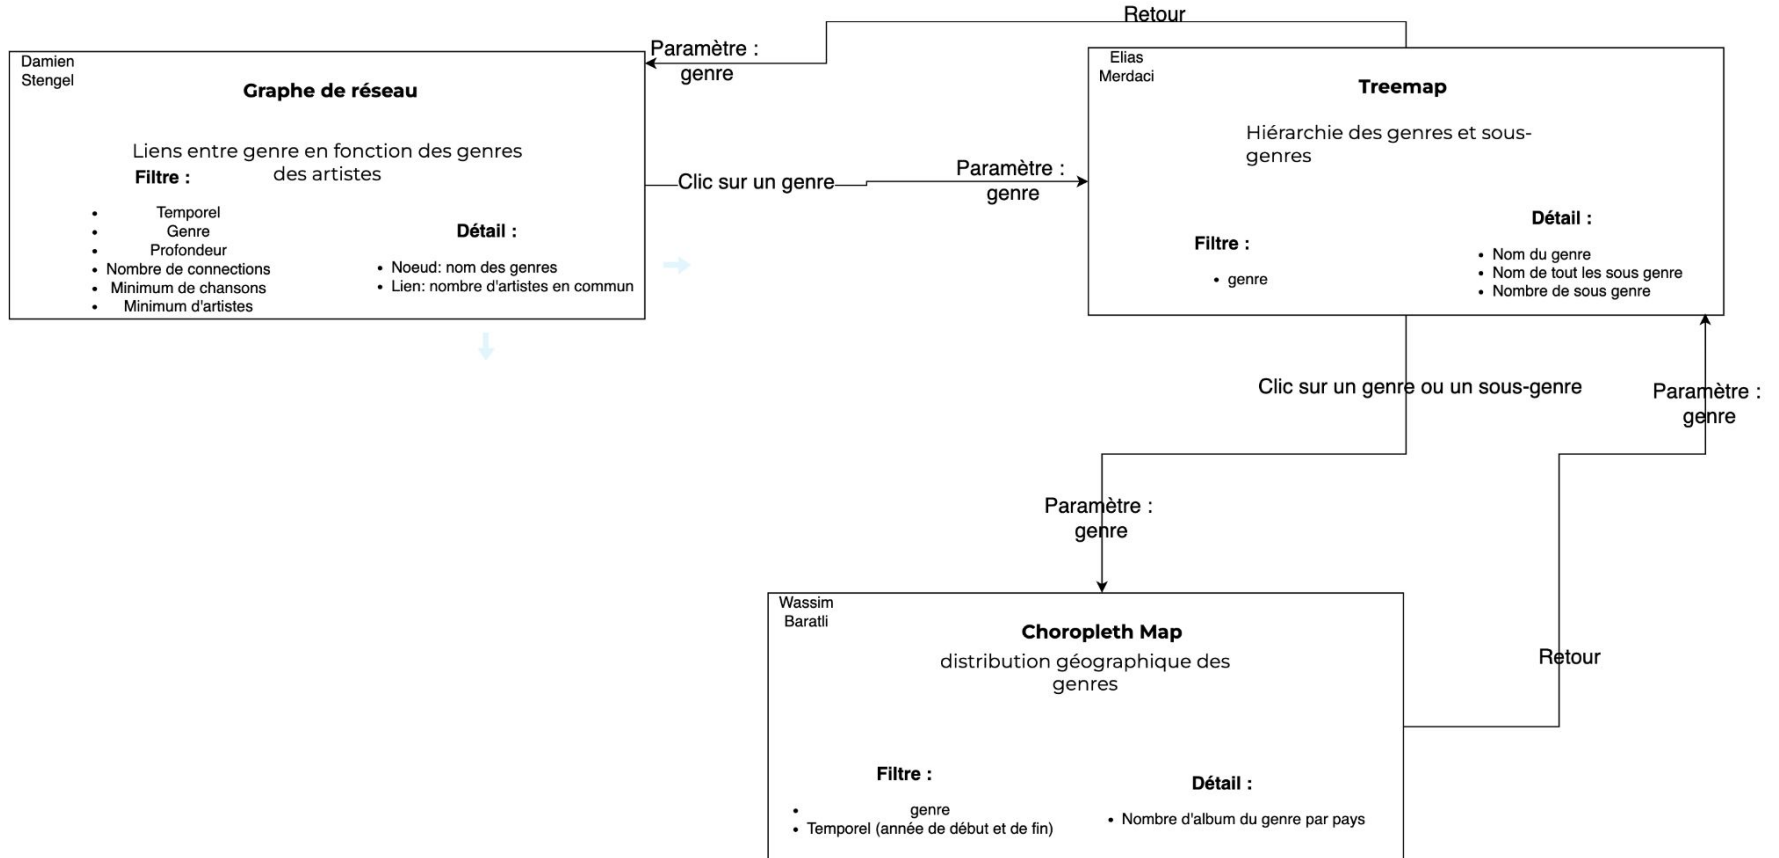 Retour
Damien
Stengel
Graphe de réseau
Liens entre genre en fonction des genres
des artistes
Filtre :
Temporel
Genre
Profondeur
Nombre de connections
Minimum de chansons
Minimum d'artistes
Détail :
Noeud: nom des genres
Lien: nombre d'artistes en commun
Paramètre :
genre
Clic sur un genre
Paramètre :
genre
Elias
Merdaci
Treemap
Hiérarchie des genres et sous-
genres
Filtre :
genre
Détail :
Nom du genre
Nom de tout les sous genre
Nombre de sous genre
Clic sur un genre ou un sous-genre
Paramètre :
genre
Paramètre :
genre
Wassim
Baratli
Choropleth Map
distribution géographique des
genres
Filtre :
genre
Temporel (année de début et de fin)
Détail :
Nombre d'album du genre par pays
Retour